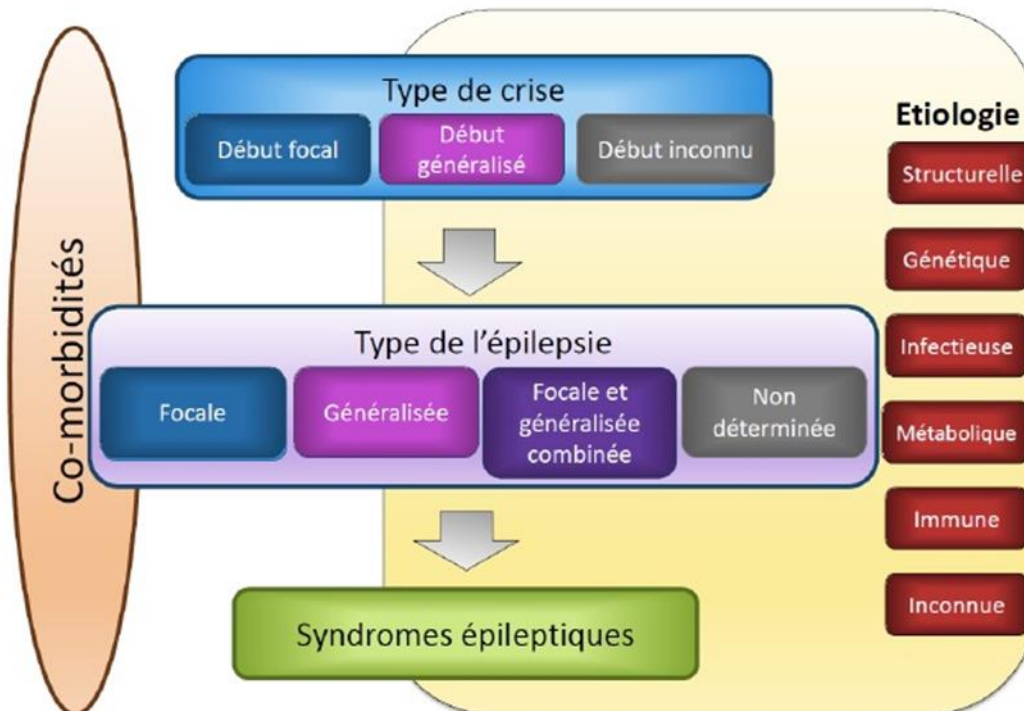 Co-morbidités
Type de crise
Début focal
Début
généralisé
Début inconnu
Type de l'épilepsie
Focale
Généralisée
Focale et
généralisée
combinée
Non
déterminée
Syndromes épileptiques
Etiologie
Structurelle
Génétique
Infectieuse
Métabolique
Immune
Inconnue